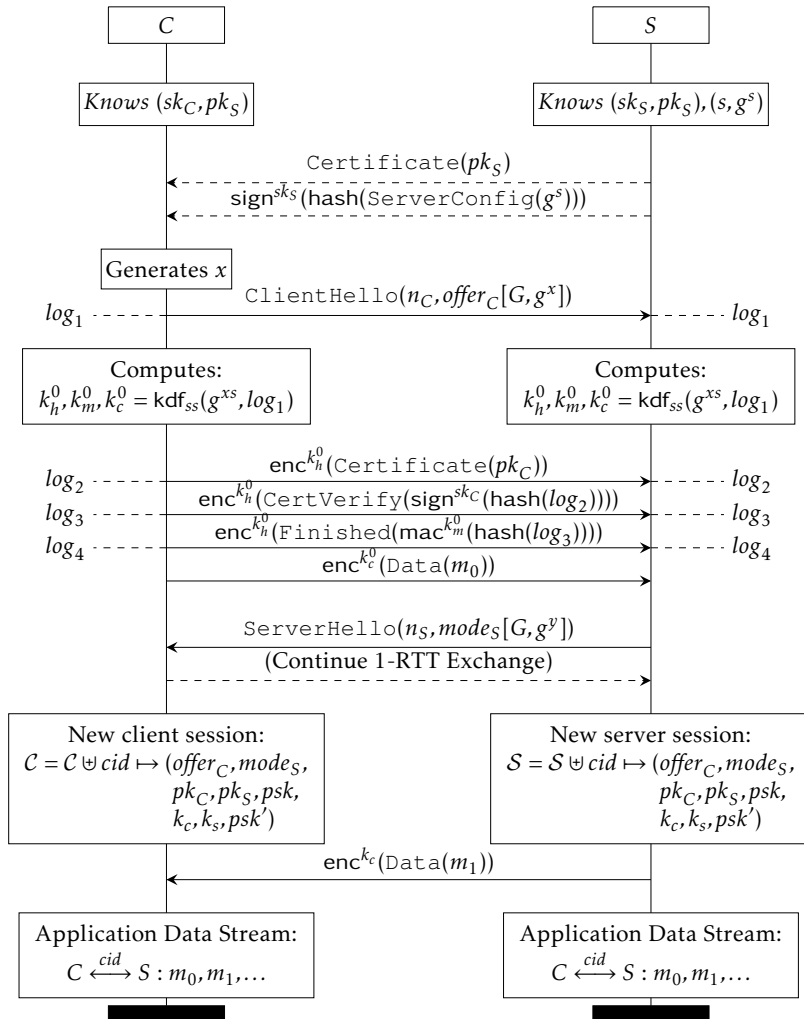 C S
Knows (sk_C, pk_S) Knows (sk_S, pk_S), (s, g^s)
Certificate(pk_S)
sign^{sk_S}(hash(ServerConfig(g^s)))
Generates x
ClientHello(n_C, offer_C[G, g^x])
log_1 log_1
Computes: Computes:
k_h^0, k_m^0, k_c^0 = kdf_{ss}(g^{xs}, log_1) k_h^0, k_m^0, k_c^0 = kdf_{ss}(g^{xs}, log_1)
enc^{k_h^0}(Certificate(pk_C))
log_2 log_2
enc^{k_h^0}(CertVerify(sign^{sk_C}(hash(log_2))))
log_3 log_3
enc^{k_h^0}(Finished(mac^{k_m^0}(hash(log_3))))
log_4 log_4
enc^{k_c^0}(Data(m_0))
ServerHello(n_S, mode_S[G, g^y])
(Continue 1-RTT Exchange)
New client session: New server session:
C = C ⊎ cid ↦ (offer_C, mode_S, S = S ⊎ cid ↦ (offer_C, mode_S,
pk_C, pk_S, psk, pk_C, pk_S, psk,
k_c, k_s, psk′) k_c, k_s, psk′)
enc^{k_c}(Data(m_1))
Application Data Stream: Application Data Stream:
C ⟷^{cid} S : m_0, m_1, … C ⟷^{cid} S : m_0, m_1, …